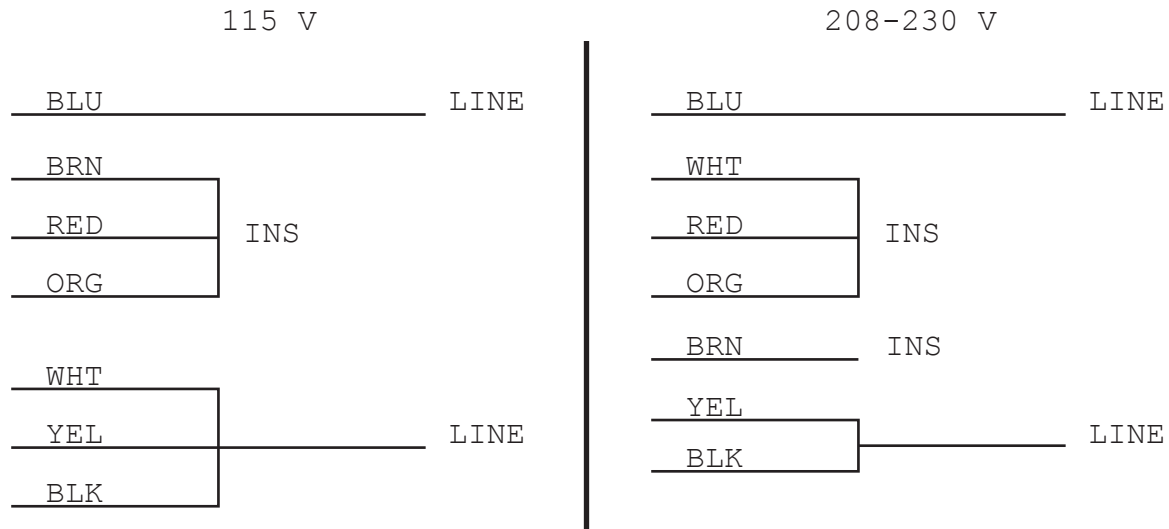 115 V
BLU LINE
BRN
RED INS
ORG
WHT
YEL LINE
BLK
208-230 V
BLU LINE
WHT
RED INS
ORG
BRN INS
YEL
LINE
BLK